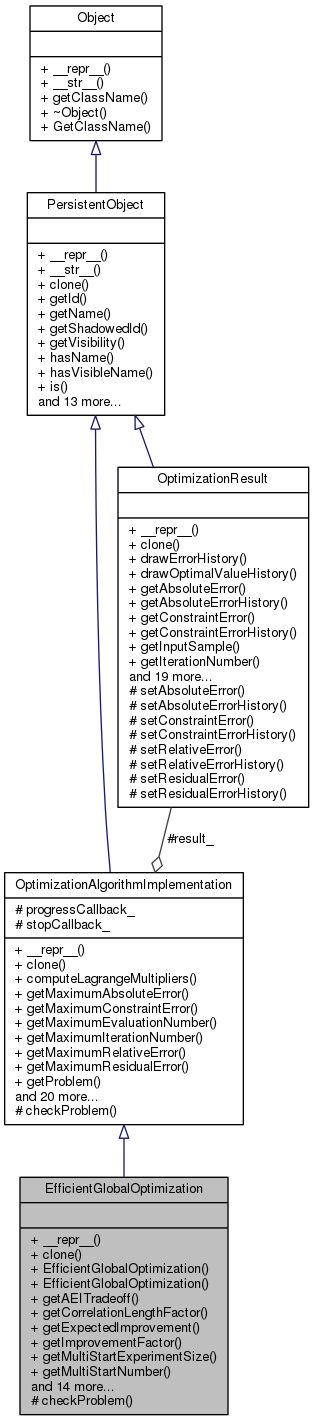 Object
+ __repr__()
+ __str__()
+ getClassName()
+ ~Object()
+ GetClassName()
PersistentObject
+ __repr__()
+ __str__()
+ clone()
+ getId()
+ getName()
+ getShadowedId()
+ getVisibility()
+ hasName()
+ hasVisibleName()
+ is()
and 13 more...
OptimizationResult
+ __repr__()
+ clone()
+ drawErrorHistory()
+ drawOptimalValueHistory()
+ getAbsoluteError()
+ getAbsoluteErrorHistory()
+ getConstraintError()
+ getConstraintErrorHistory()
+ getInputSample()
+ getIterationNumber()
and 19 more...
# setAbsoluteError()
# setAbsoluteErrorHistory()
# setConstraintError()
# setConstraintErrorHistory()
# setRelativeError()
# setRelativeErrorHistory()
# setResidualError()
# setResidualErrorHistory()
#result_
OptimizationAlgorithmImplementation
# progressCallback_
# stopCallback_
+ __repr__()
+ clone()
+ computeLagrangeMultipliers()
+ getMaximumAbsoluteError()
+ getMaximumConstraintError()
+ getMaximumEvaluationNumber()
+ getMaximumIterationNumber()
+ getMaximumRelativeError()
+ getMaximumResidualError()
+ getProblem()
and 20 more...
# checkProblem()
EfficientGlobalOptimization
+ __repr__()
+ clone()
+ EfficientGlobalOptimization()
+ EfficientGlobalOptimization()
+ getAEITradeoff()
+ getCorrelationLengthFactor()
+ getExpectedImprovement()
+ getImprovementFactor()
+ getMultiStartExperimentSize()
+ getMultiStartNumber()
and 14 more...
# checkProblem()